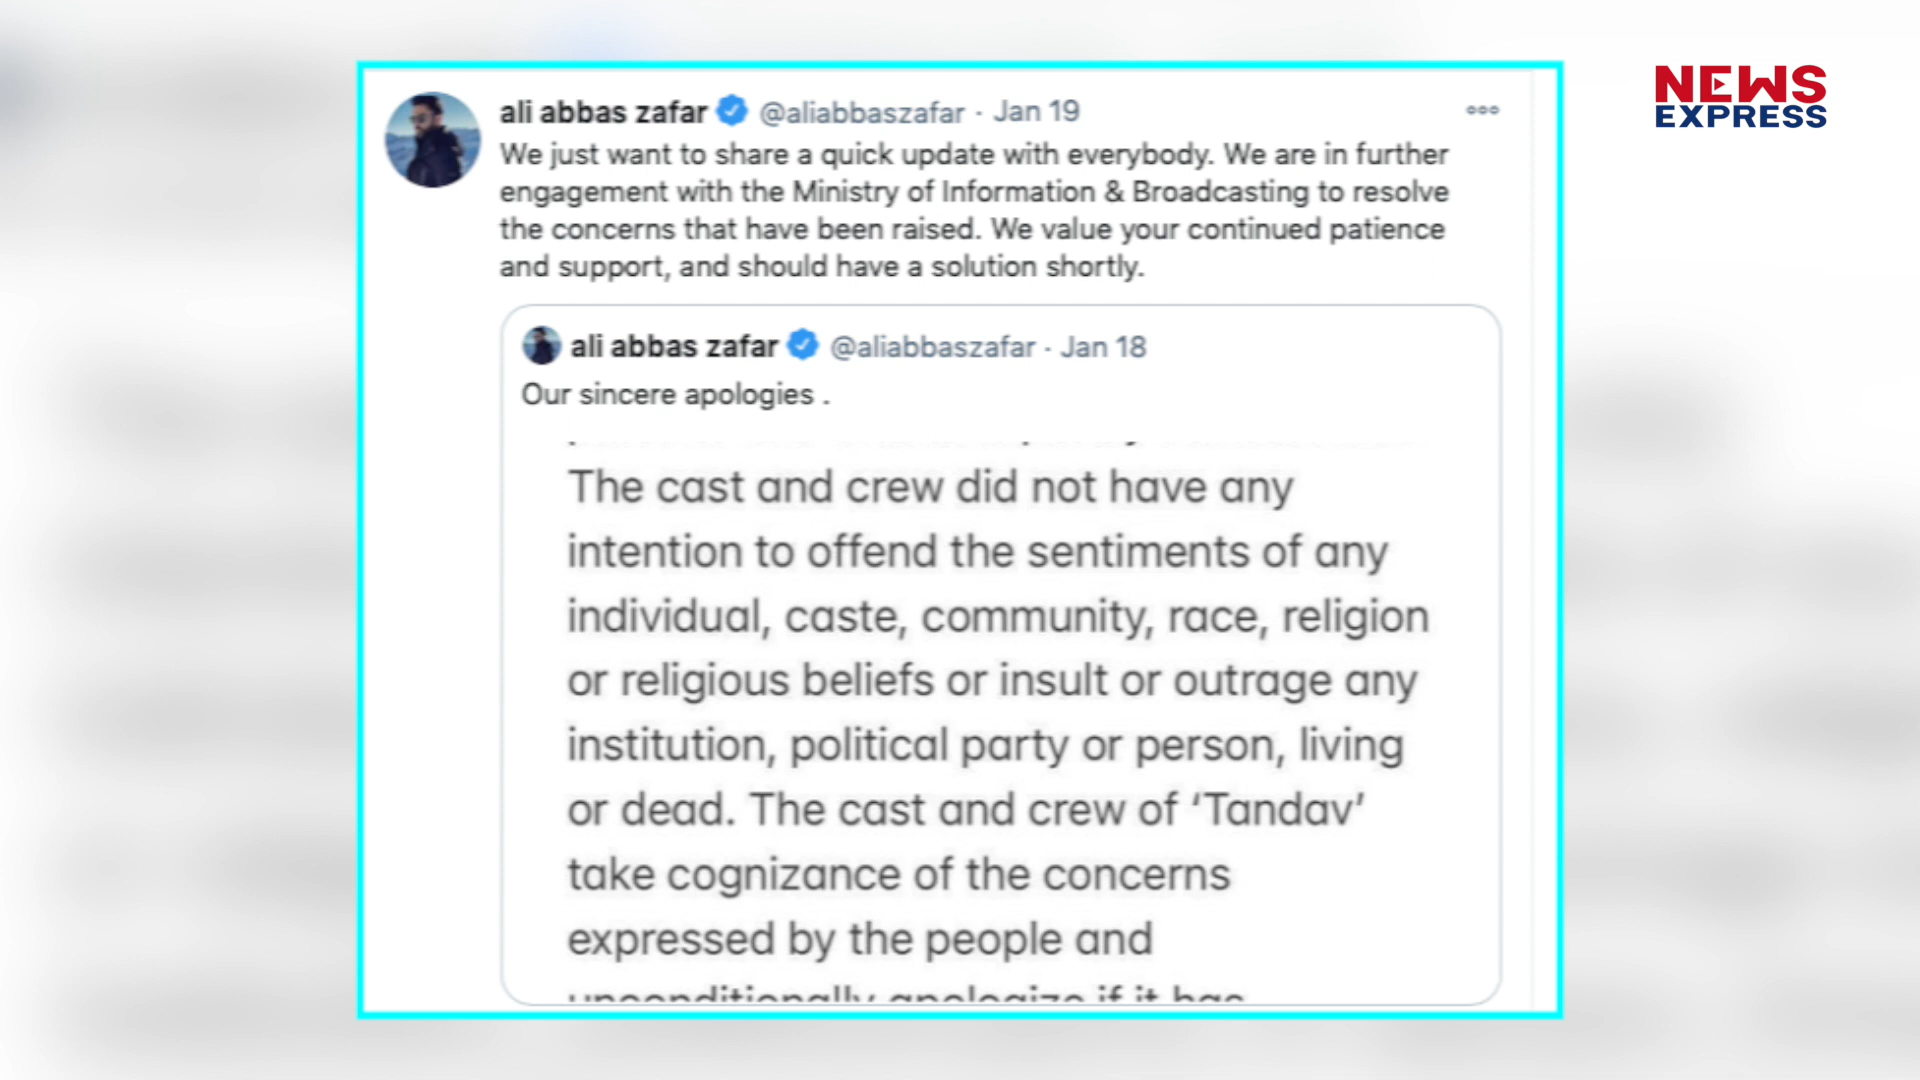 NEWS
EXPRESS
ali abbas zafar @aliabbaszafar · Jan 19
We just want to share a quick update with everybody. We are in further
engagement with the Ministry of Information & Broadcasting to resolve
the concerns that have been raised. We value your continued patience
and support, and should have a solution shortly.
ali abbas zafar @aliabbaszafar · Jan 18
Our sincere apologies .
The cast and crew did not have any
intention to offend the sentiments of any
individual, caste, community, race, religion
or religious beliefs or insult or outrage any
institution, political party or person, living
or dead. The cast and crew of ‘Tandav’
take cognizance of the concerns
expressed by the people and
unconditionally apologize if it has